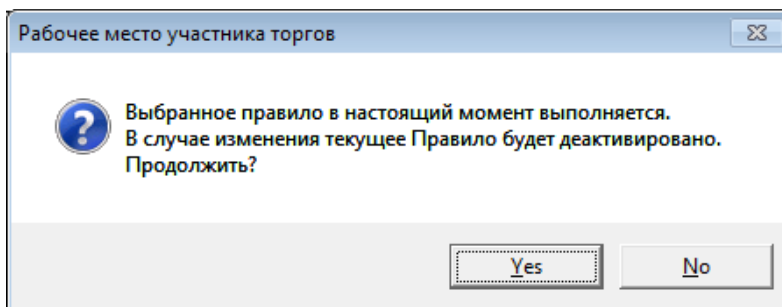 Рабочее место участника торгов
Выбранное правило в настоящий момент выполняется.
В случае изменения текущее Правило будет деактивировано.
Продолжить?
Yes
No